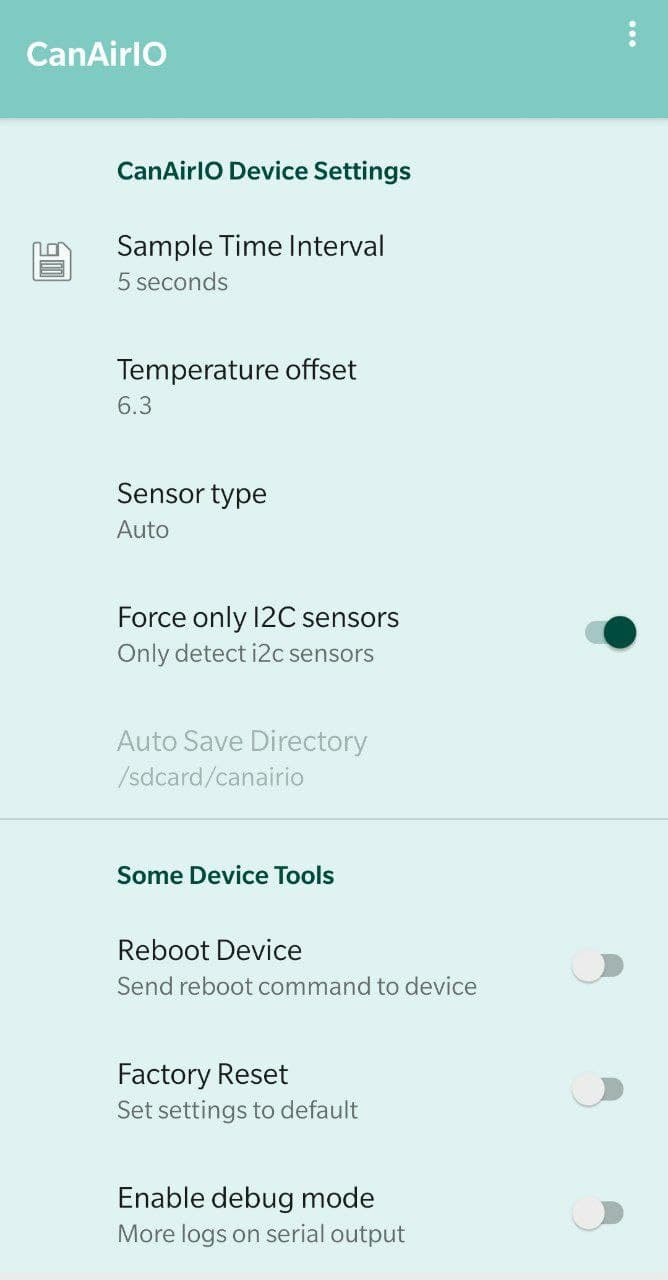 CanAirIO
CanAirIO Device Settings
Sample Time Interval
5 seconds
Temperature offset
6.3
Sensor type
Auto
Force only I2C sensors
Only detect i2c sensors
Auto Save Directory
/sdcard/canairio
Some Device Tools
Reboot Device
Send reboot command to device
Factory Reset
Set settings to default
Enable debug mode
More logs on serial output